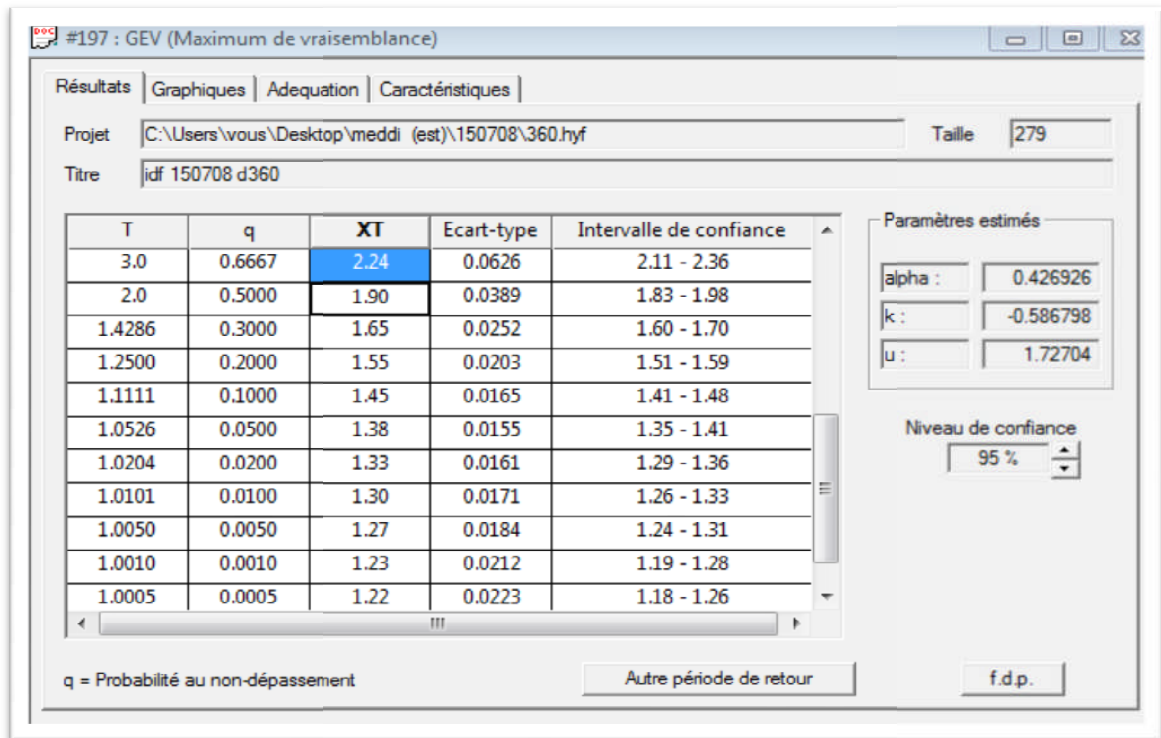 DOC #197 : GEV (Maximum de vraisemblance)
Résultats Graphiques Adequation Caractéristiques
Projet C:\Users\vous\Desktop\meddi (est)\150708\360.hyf Taille 279
Titre idf 150708 d360
T q XT Ecart-type Intervalle de confiance
3.0 0.6667 2.24 0.0626 2.11 - 2.36
2.0 0.5000 1.90 0.0389 1.83 - 1.98
1.4286 0.3000 1.65 0.0252 1.60 - 1.70
1.2500 0.2000 1.55 0.0203 1.51 - 1.59
1.1111 0.1000 1.45 0.0165 1.41 - 1.48
1.0526 0.0500 1.38 0.0155 1.35 - 1.41
1.0204 0.0200 1.33 0.0161 1.29 - 1.36
1.0101 0.0100 1.30 0.0171 1.26 - 1.33
1.0050 0.0050 1.27 0.0184 1.24 - 1.31
1.0010 0.0010 1.23 0.0212 1.19 - 1.28
1.0005 0.0005 1.22 0.0223 1.18 - 1.26
Paramètres estimés
alpha : 0.426926
k : -0.586798
u : 1.72704
Niveau de confiance
95 %
q = Probabilité au non-dépassement
Autre période de retour
f.d.p.